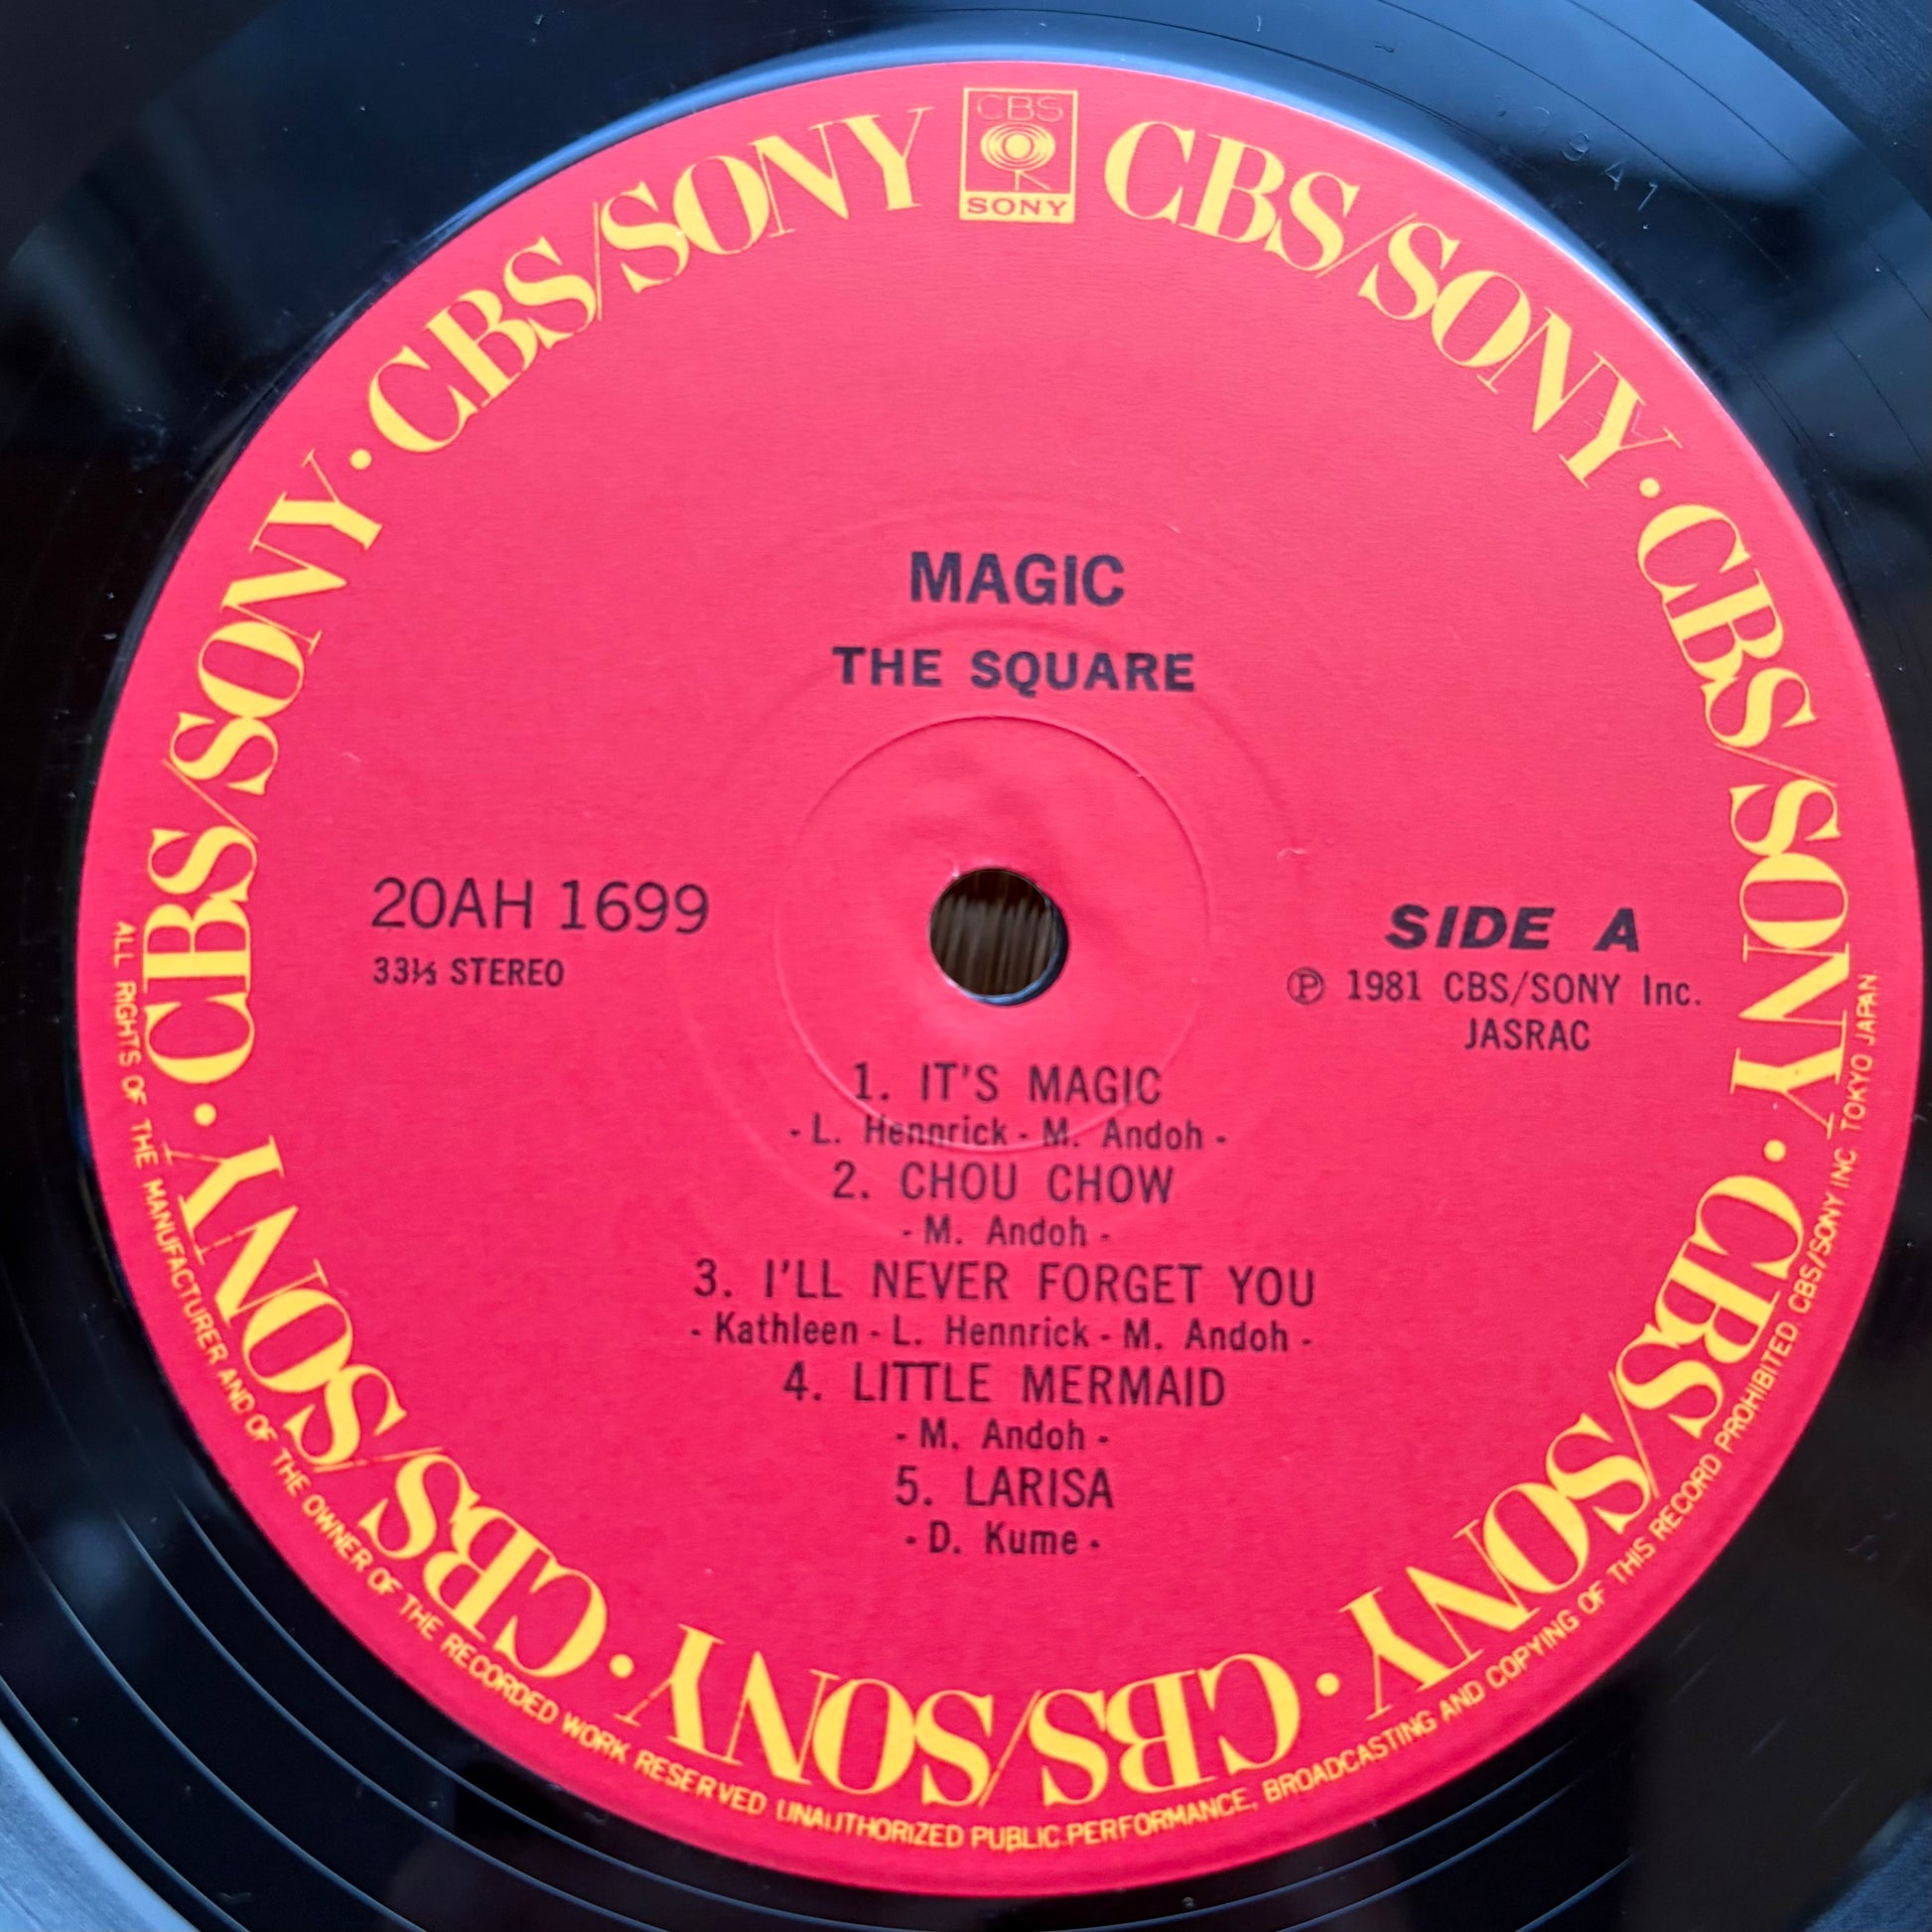 CBS
SONY
CBS/SONY · CBS/SONY · CBS/SONY · CBS/SONY · CBS/SONY · CBS/SONY · CBS/SONY · CBS/SONY
MAGIC
THE SQUARE
20AH 1699
33⅓ STEREO
SIDE A
Ⓟ 1981 CBS/SONY Inc.
JASRAC
1. IT'S MAGIC
- L. Hennrick - M. Andoh -
2. CHOU CHOW
- M. Andoh -
3. I'LL NEVER FORGET YOU
- Kathleen - L. Hennrick - M. Andoh -
4. LITTLE MERMAID
- M. Andoh -
5. LARISA
- D. Kume -
ALL RIGHTS OF THE MANUFACTURER AND OF THE OWNER OF THE RECORDED WORK RESERVED UNAUTHORIZED PUBLIC PERFORMANCE, BROADCASTING AND COPYING OF THIS RECORD PROHIBITED. CBS/SONY INC. TOKYO JAPAN.